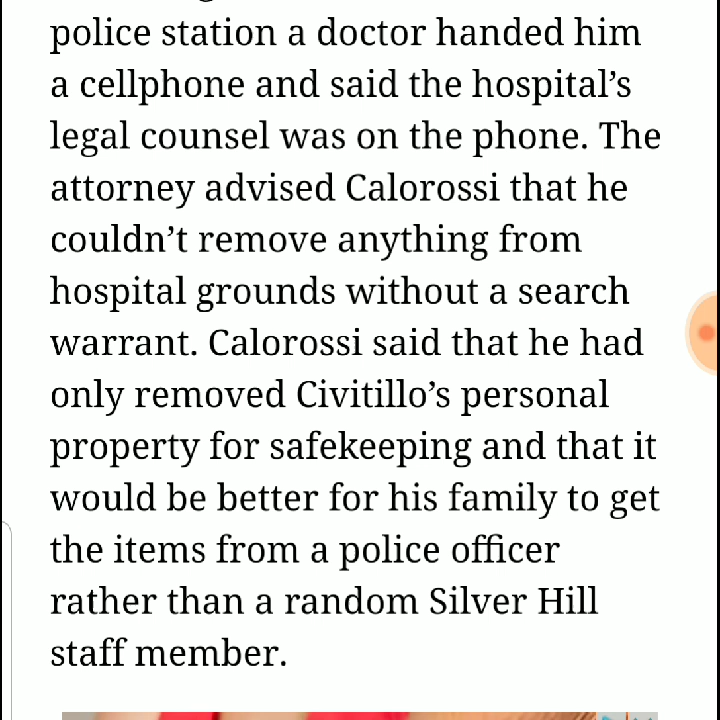 police station a doctor handed him
a cellphone and said the hospital’s
legal counsel was on the phone. The
attorney advised Calorossi that he
couldn’t remove anything from
hospital grounds without a search
warrant. Calorossi said that he had
only removed Civitillo’s personal
property for safekeeping and that it
would be better for his family to get
the items from a police officer
rather than a random Silver Hill
staff member.